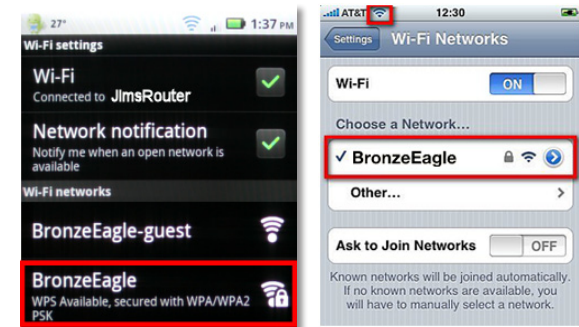 27°
1:37 PM
Wi-Fi settings
Wi-Fi
Connected to JimsRouter
Network notification
Notify me when an open network is
available
Wi-Fi networks
BronzeEagle-guest
BronzeEagle
WPS Available, secured with WPA/WPA2
PSK
AT&T
12:30
Settings
Wi-Fi Networks
Wi-Fi
ON
Choose a Network...
BronzeEagle
Other...
Ask to Join Networks
OFF
Known networks will be joined automatically.
If no known networks are available, you
will have to manually select a network.